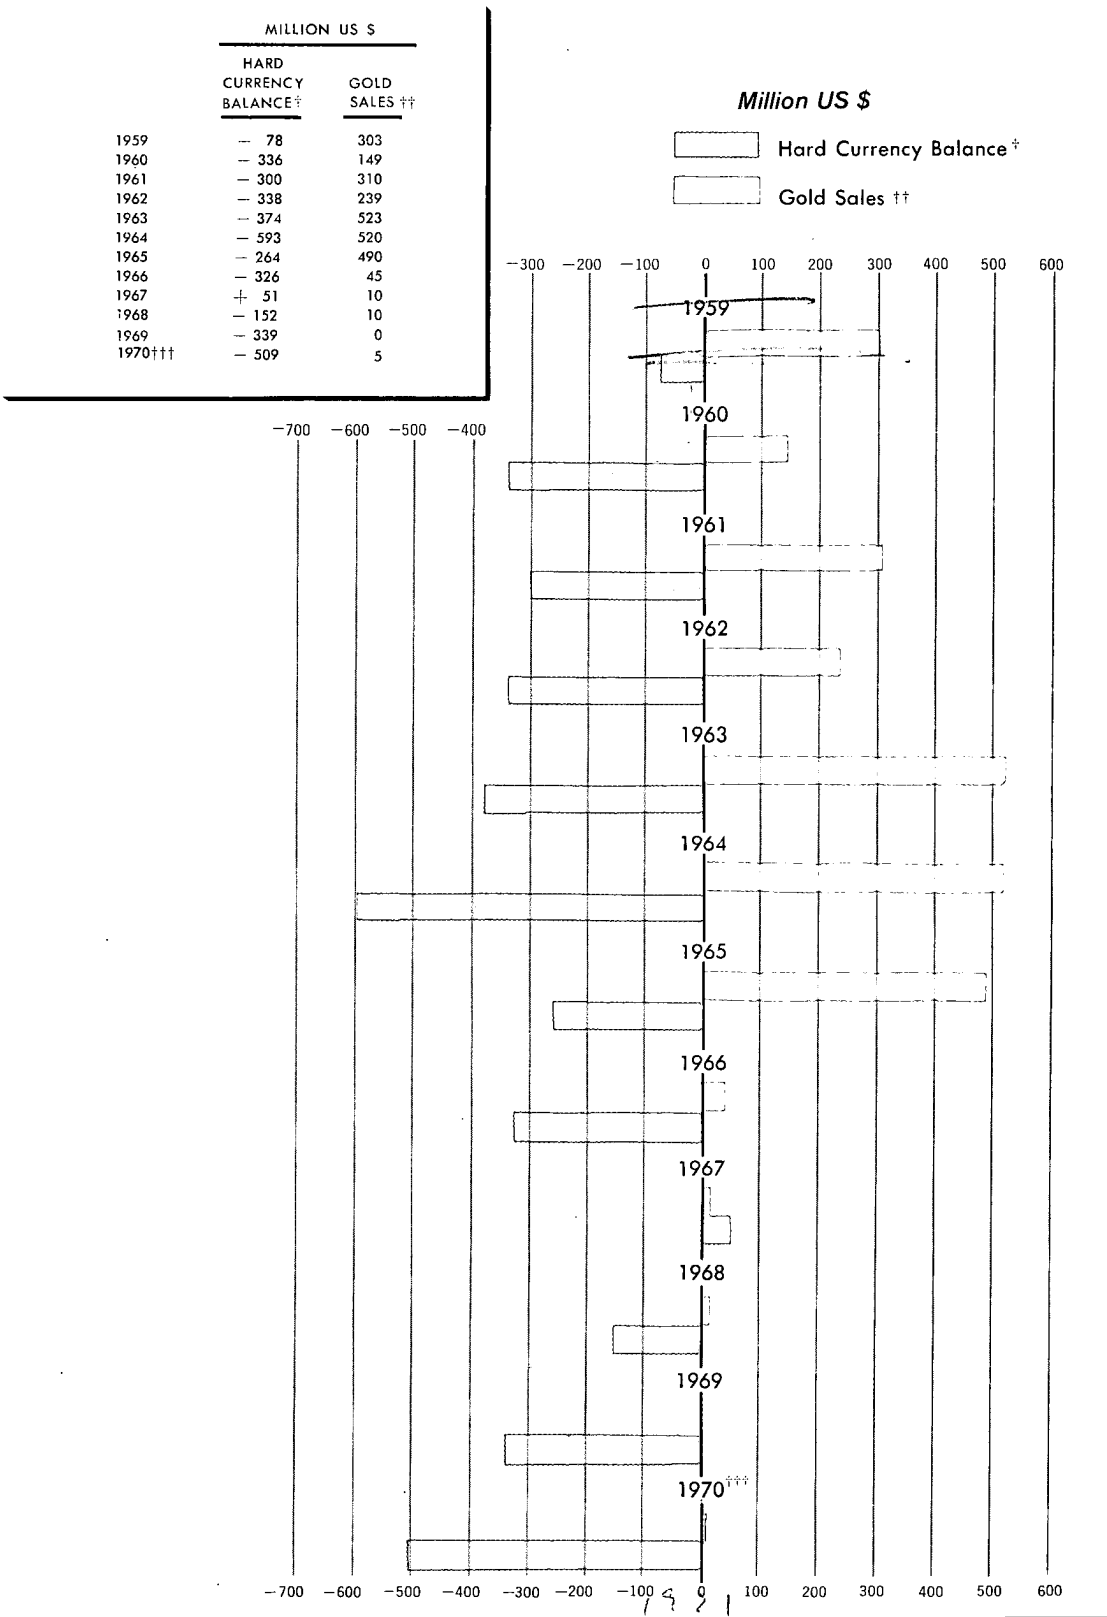 MILLION US $
HARD CURRENCY BALANCE† GOLD SALES ††
1959 — 78 303
1960 — 336 149
1961 — 300 310
1962 — 338 239
1963 — 374 523
1964 — 593 520
1965 — 264 490
1966 — 326 45
1967 + 51 10
1968 — 152 10
1969 — 339 0
1970††† — 509 5
Million US $
Hard Currency Balance†
Gold Sales ††
—300 —200 —100 0 100 200 300 400 500 600
1959
1960
—700 —600 —500 —400
1961
1962
1963
1964
1965
1966
1967
1968
1969
1970†††
—700 —600 —500 —400 —300 —200 —100 0 100 200 300 400 500 600